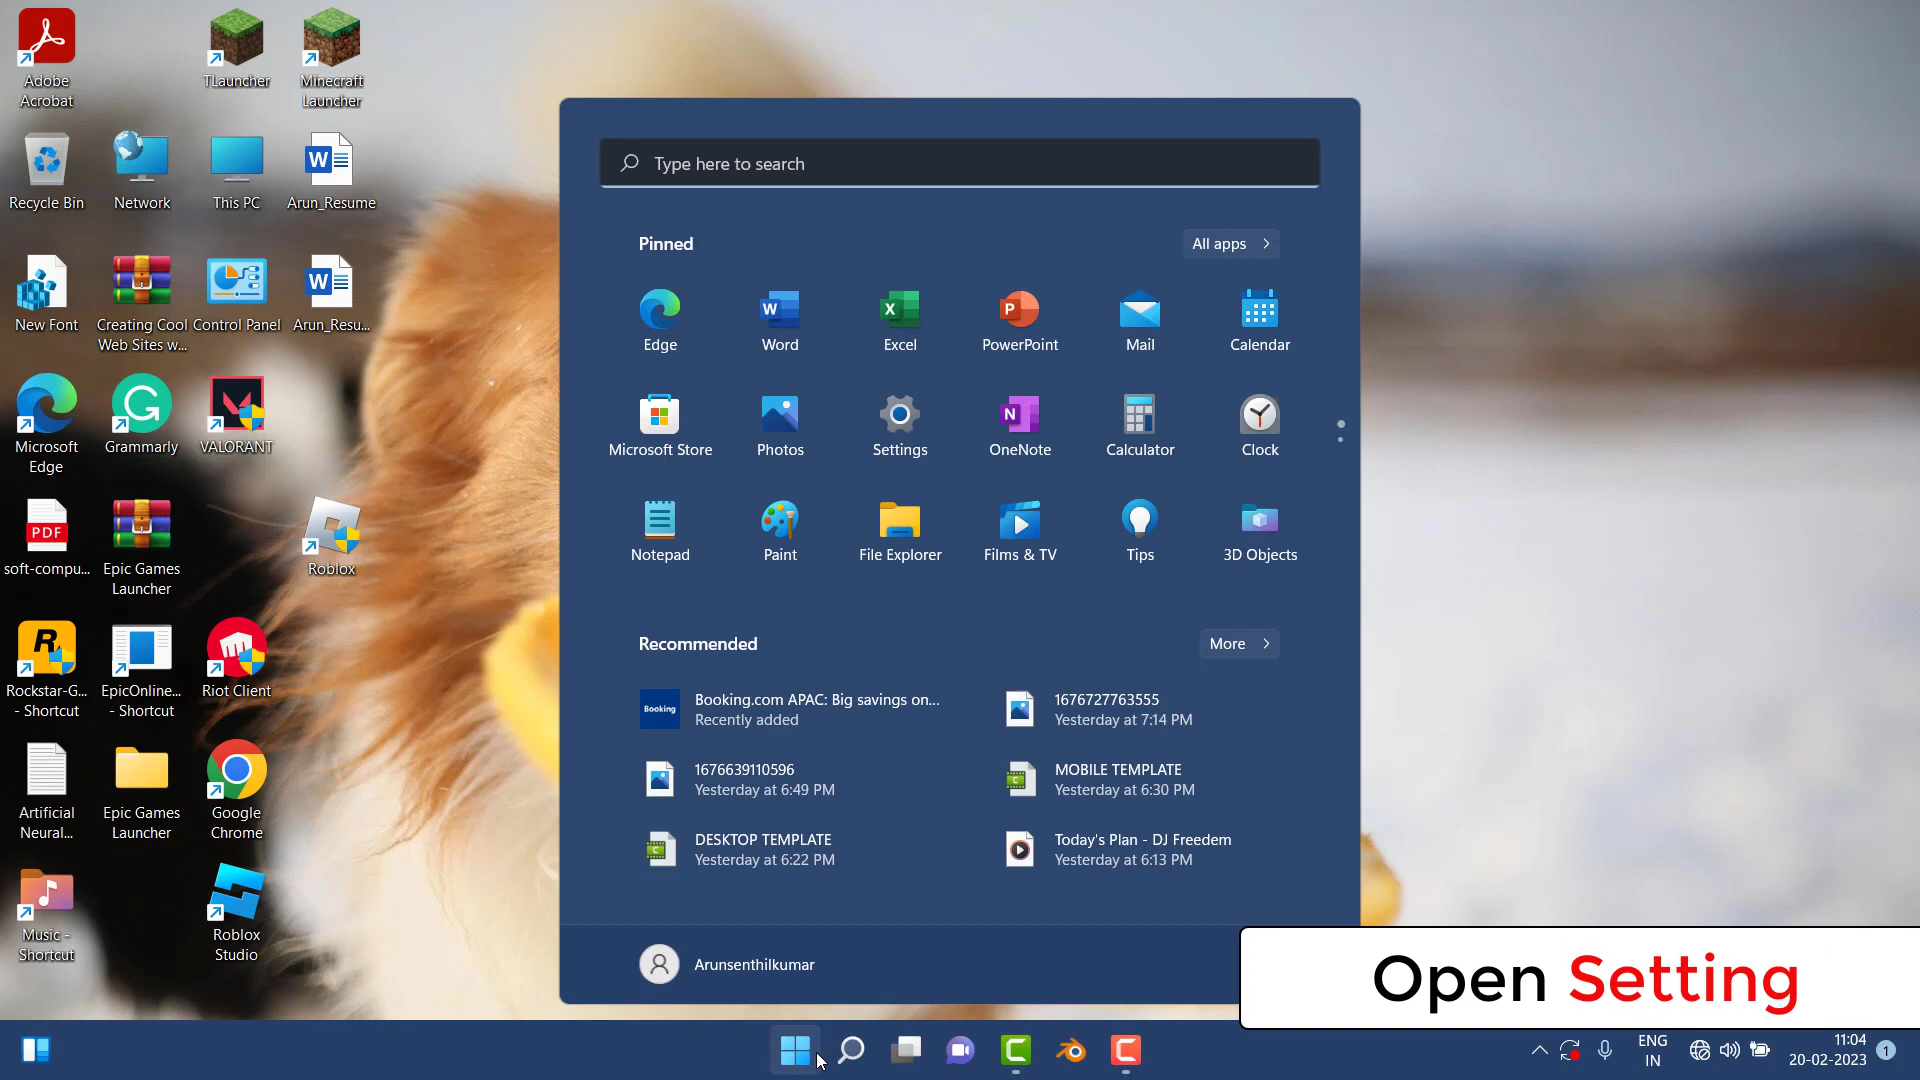 Adobe
Acrobat
TLauncher
Minecraft
Launcher
Recycle Bin
Network
This PC
Arun_Resume
New Font
Creating Cool
Web Sites w...
Control Panel
Arun_Resu...
Microsoft
Edge
Grammarly
VALORANT
PDF
soft-compu...
Epic Games
Launcher
Roblox
Rockstar-G...
- Shortcut
EpicOnline...
- Shortcut
Riot Client
Artificial
Neural...
Epic Games
Launcher
Google
Chrome
Music -
Shortcut
Roblox
Studio
Type here to search
Pinned
All apps
Edge
Word
Excel
PowerPoint
Mail
Calendar
Microsoft Store
Photos
Settings
OneNote
Calculator
Clock
Notepad
Paint
File Explorer
Films & TV
Tips
3D Objects
Recommended
More
Booking
Booking.com APAC: Big savings on...
Recently added
1676727763555
Yesterday at 7:14 PM
1676639110596
Yesterday at 6:49 PM
MOBILE TEMPLATE
Yesterday at 6:30 PM
DESKTOP TEMPLATE
Yesterday at 6:22 PM
Today's Plan - DJ Freedem
Yesterday at 6:13 PM
Arunsenthilkumar
Open Setting
ENG
IN
11:04
20-02-2023
1